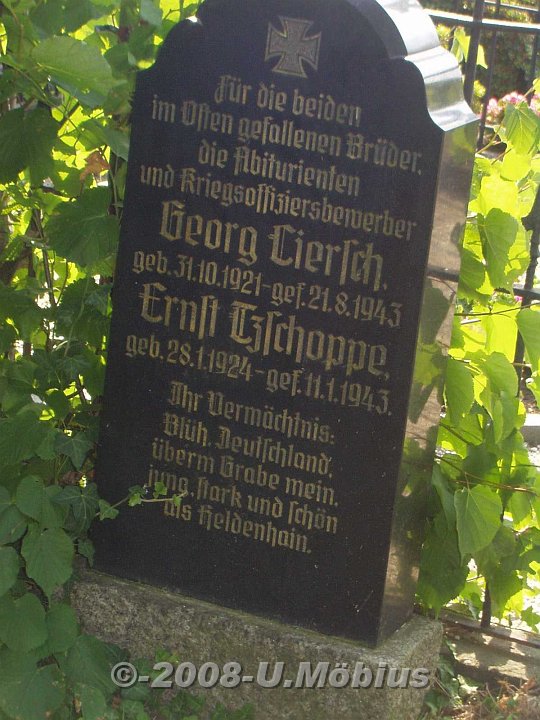 Für die beiden
im Osten gefallenen Brüder,
die Abiturienten
und Kriegsoffiziersbewerber
Georg Ciersch,
geb. 31.10.1921-gef. 21.8.1943
Ernst Tzschoppe,
geb. 28.1.1924-gef. 11.1.1943.
Ihr Vermächtnis:
Blüh, Deutschland,
überm Grabe mein,
jung, stark und schön
als Heldenhain.
©-2008-U.Möbius